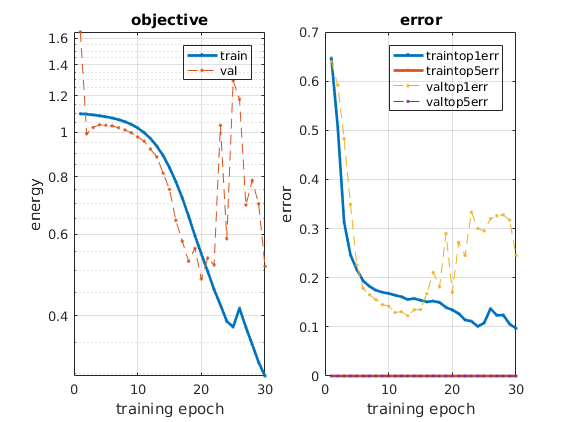 objective
1.6
1.4
1.2
1
0.8
0.6
0.4
energy
0
10
20
30
training epoch
train
val
error
0.7
0.6
0.5
0.4
0.3
0.2
0.1
0
error
0
10
20
30
training epoch
traintop1err
traintop5err
valtop1err
valtop5err